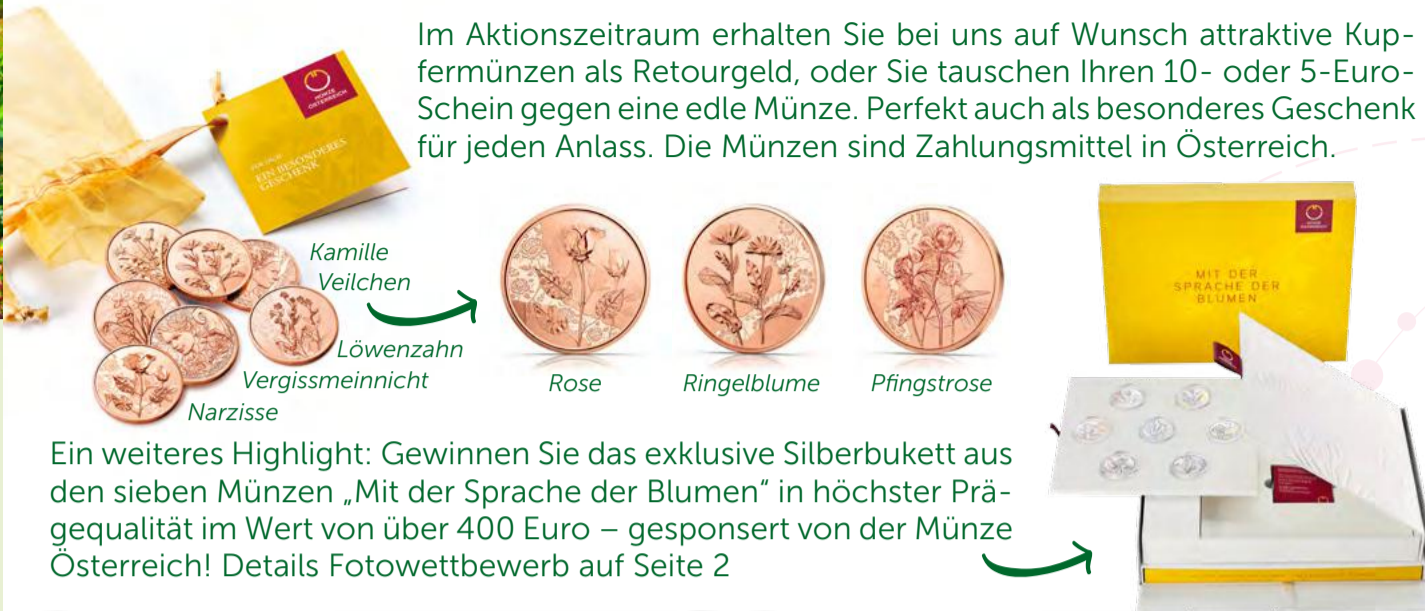 Im Aktionszeitraum erhalten Sie bei uns auf Wunsch attraktive Kup-
fermünzen als Retourgeld, oder Sie tauschen Ihren 10- oder 5-Euro-
Schein gegen eine edle Münze. Perfekt auch als besonderes Geschenk
für jeden Anlass. Die Münzen sind Zahlungsmittel in Österreich.
MÜNZE
ÖSTERREICH
EIN BESONDERES
GESCHENK
Kamille
Veilchen
Löwenzahn
Vergissmeinnicht
Narzisse
Rose
Ringelblume
Pfingstrose
MÜNZE
ÖSTERREICH
MIT DER
SPRACHE DER
BLUMEN
Ein weiteres Highlight: Gewinnen Sie das exklusive Silberbukett aus
den sieben Münzen „Mit der Sprache der Blumen“ in höchster Prä-
gequalität im Wert von über 400 Euro – gesponsert von der Münze
Österreich! Details Fotowettbewerb auf Seite 2